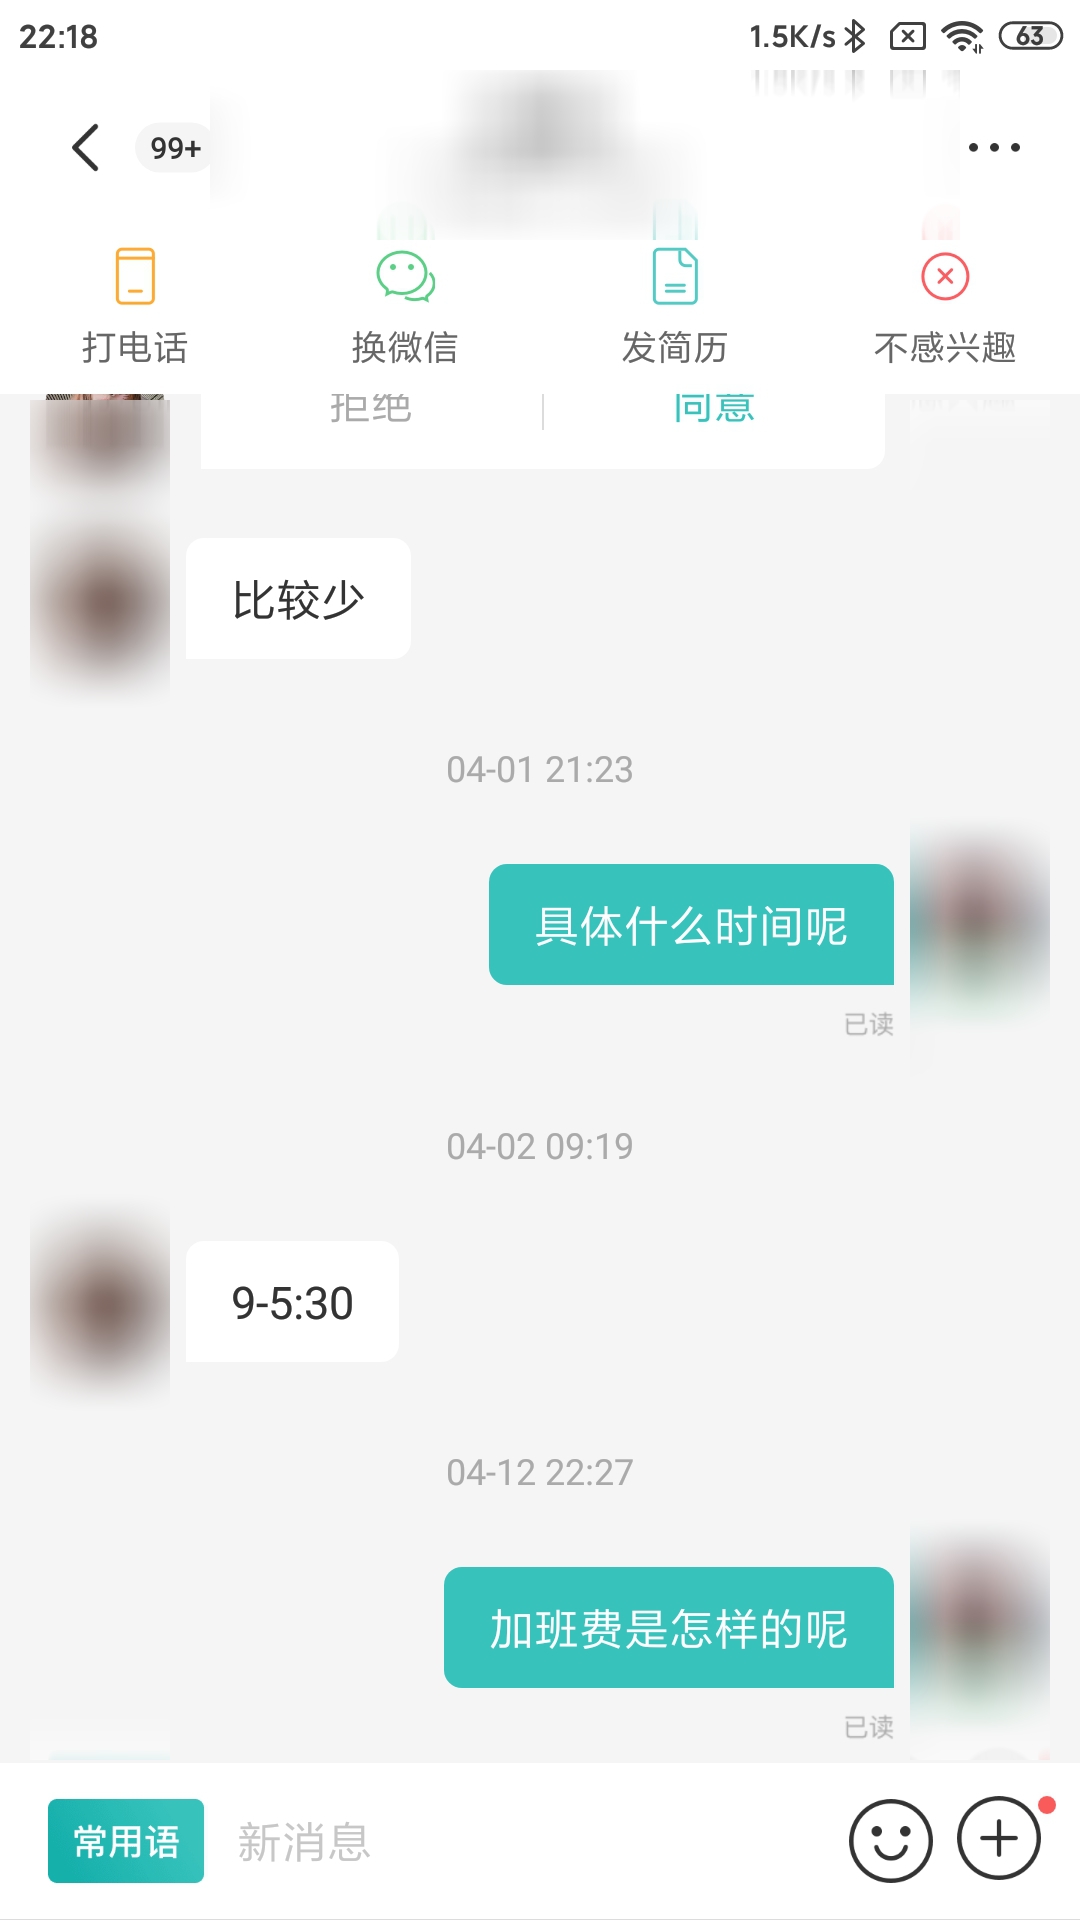 22:18 1.5K/s 63
99+
打电话 换微信 发简历 不感兴趣
拒绝 同意
比较少
04-01 21:23
具体什么时间呢
已读
04-02 09:19
9-5:30
04-12 22:27
加班费是怎样的呢
已读
常用语 新消息